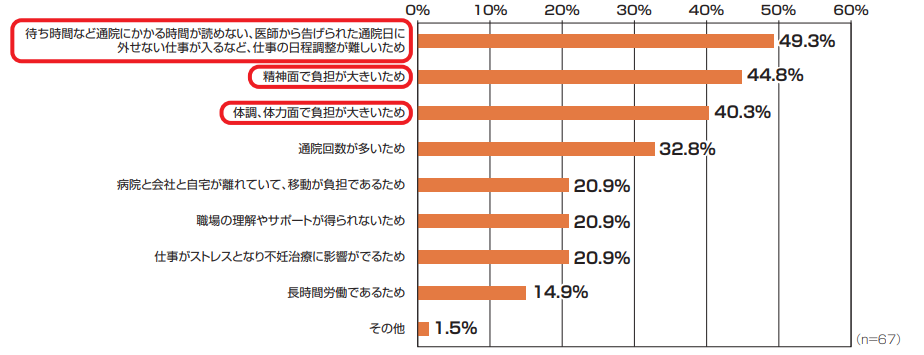 0% 10% 20% 30% 40% 50% 60%
待ち時間など通院にかかる時間が読めない、医師から告げられた通院日に
外せない仕事が入るなど、仕事の日程調整が難しいため
49.3%
精神面で負担が大きいため 44.8%
体調、体力面で負担が大きいため 40.3%
通院回数が多いため 32.8%
病院と会社と自宅が離れていて、移動が負担であるため 20.9%
職場の理解やサポートが得られないため 20.9%
仕事がストレスとなり不妊治療に影響がでるため 20.9%
長時間労働であるため 14.9%
その他 1.5%
(n=67)